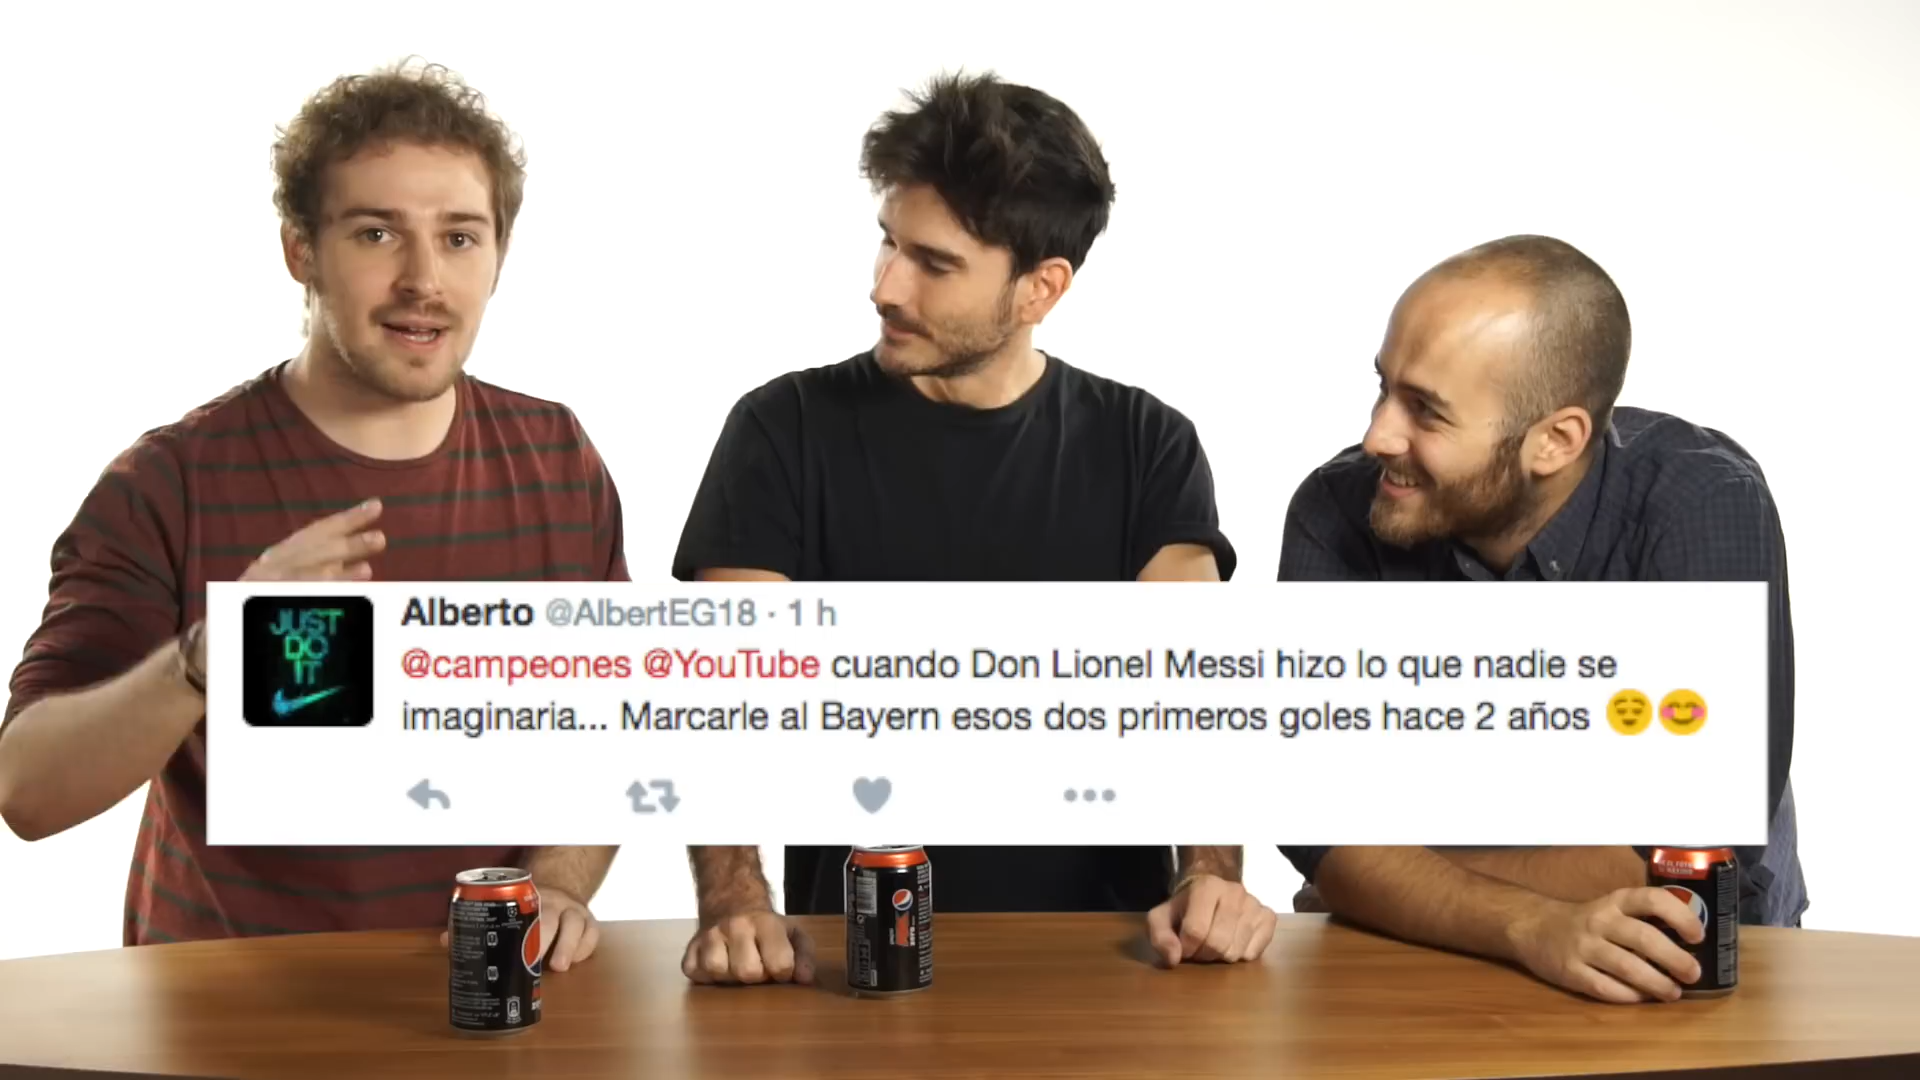 JUST
DO
IT
Alberto @AlbertEG18 · 1 h
@campeones @YouTube cuando Don Lionel Messi hizo lo que nadie se
imaginaria... Marcarle al Bayern esos dos primeros goles hace 2 años 😌😊